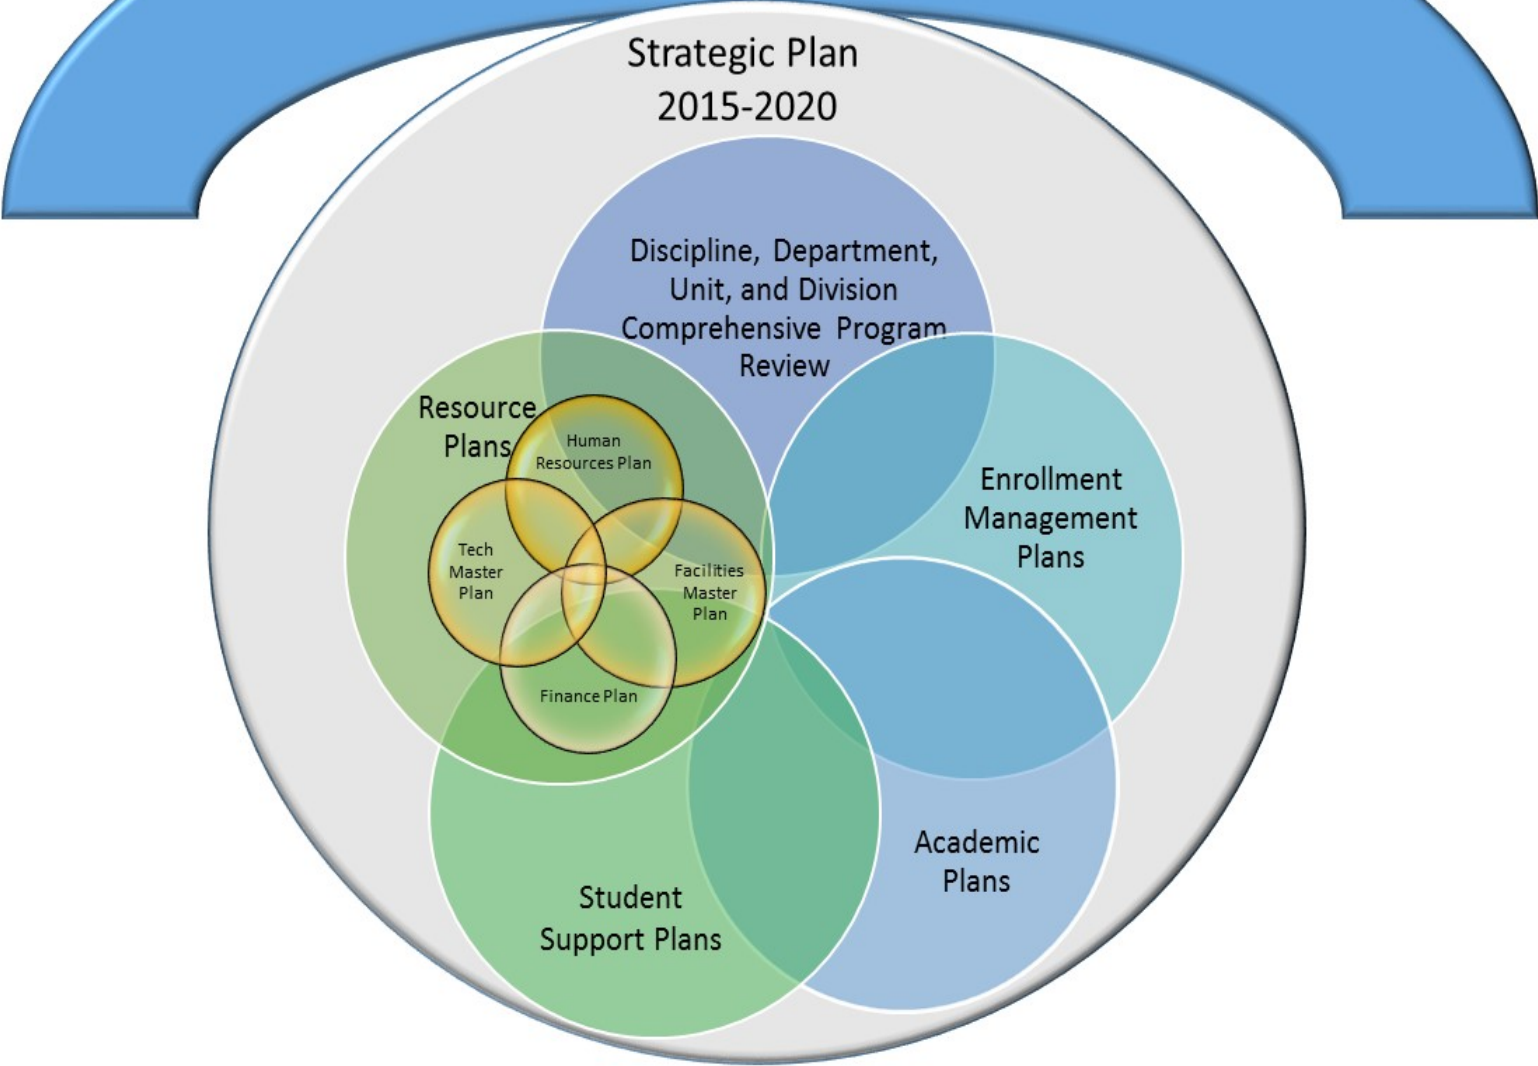 Strategic Plan
2015-2020
Discipline, Department,
Unit, and Division
Comprehensive Program
Review
Resource
Plans
Human
Resources Plan
Tech
Master
Plan
Facilities
Master
Plan
Finance Plan
Enrollment
Management
Plans
Academic
Plans
Student
Support Plans